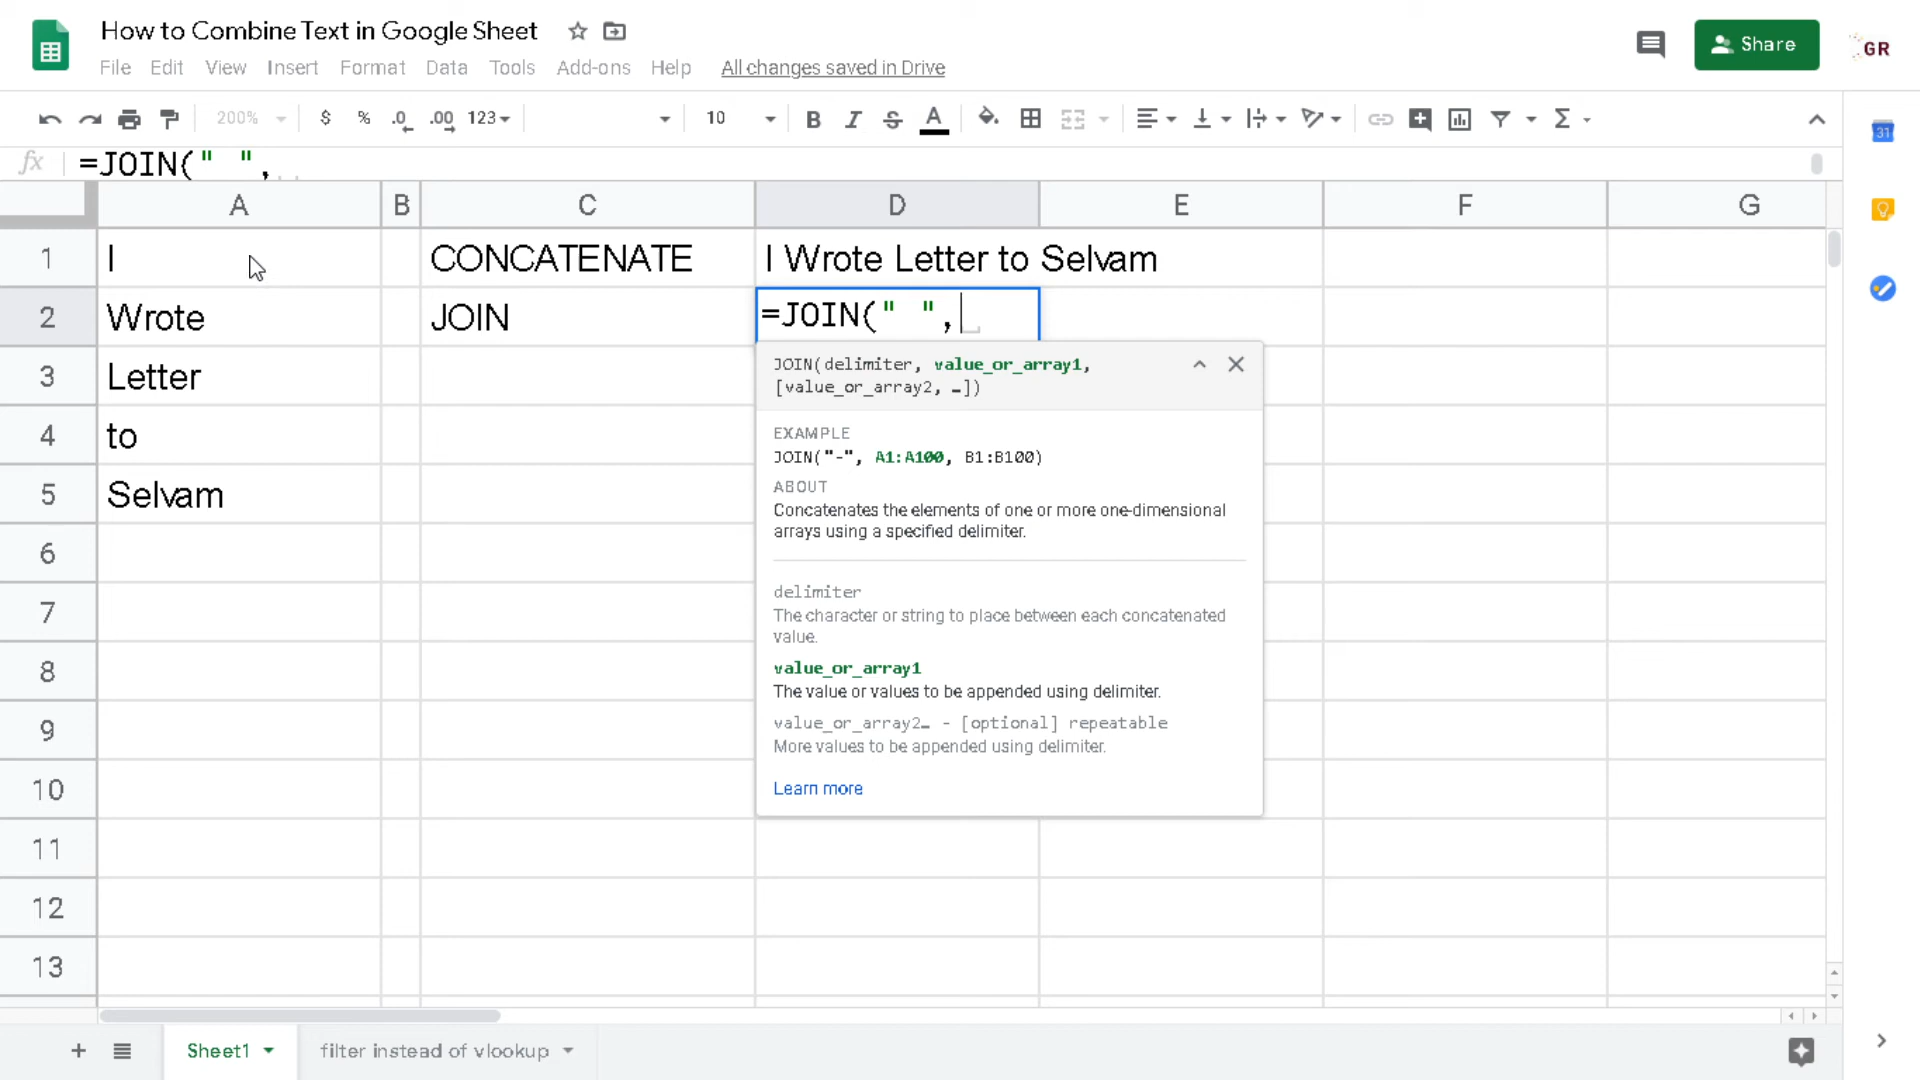 How to Combine Text in Google Sheet
GR
Share
File Edit View Insert Format Data Tools Add-ons Help All changes saved in Drive
200% $ % .0 .00 123 10 B I S A Σ
31
fx =JOIN(" ",
A B C D E F G
1 I CONCATENATE I Wrote Letter to Selvam
2 Wrote JOIN =JOIN(" ",
3 Letter
JOIN(delimiter, value_or_array1,
[value_or_array2, …])
4 to
EXAMPLE
JOIN("-", A1:A100, B1:B100)
5 Selvam
ABOUT
Concatenates the elements of one or more one-dimensional
arrays using a specified delimiter.
6
delimiter
The character or string to place between each concatenated
value.
7
8
value_or_array1
The value or values to be appended using delimiter.
9
value_or_array2… - [optional] repeatable
More values to be appended using delimiter.
10
Learn more
11
12
13
Sheet1 filter instead of vlookup